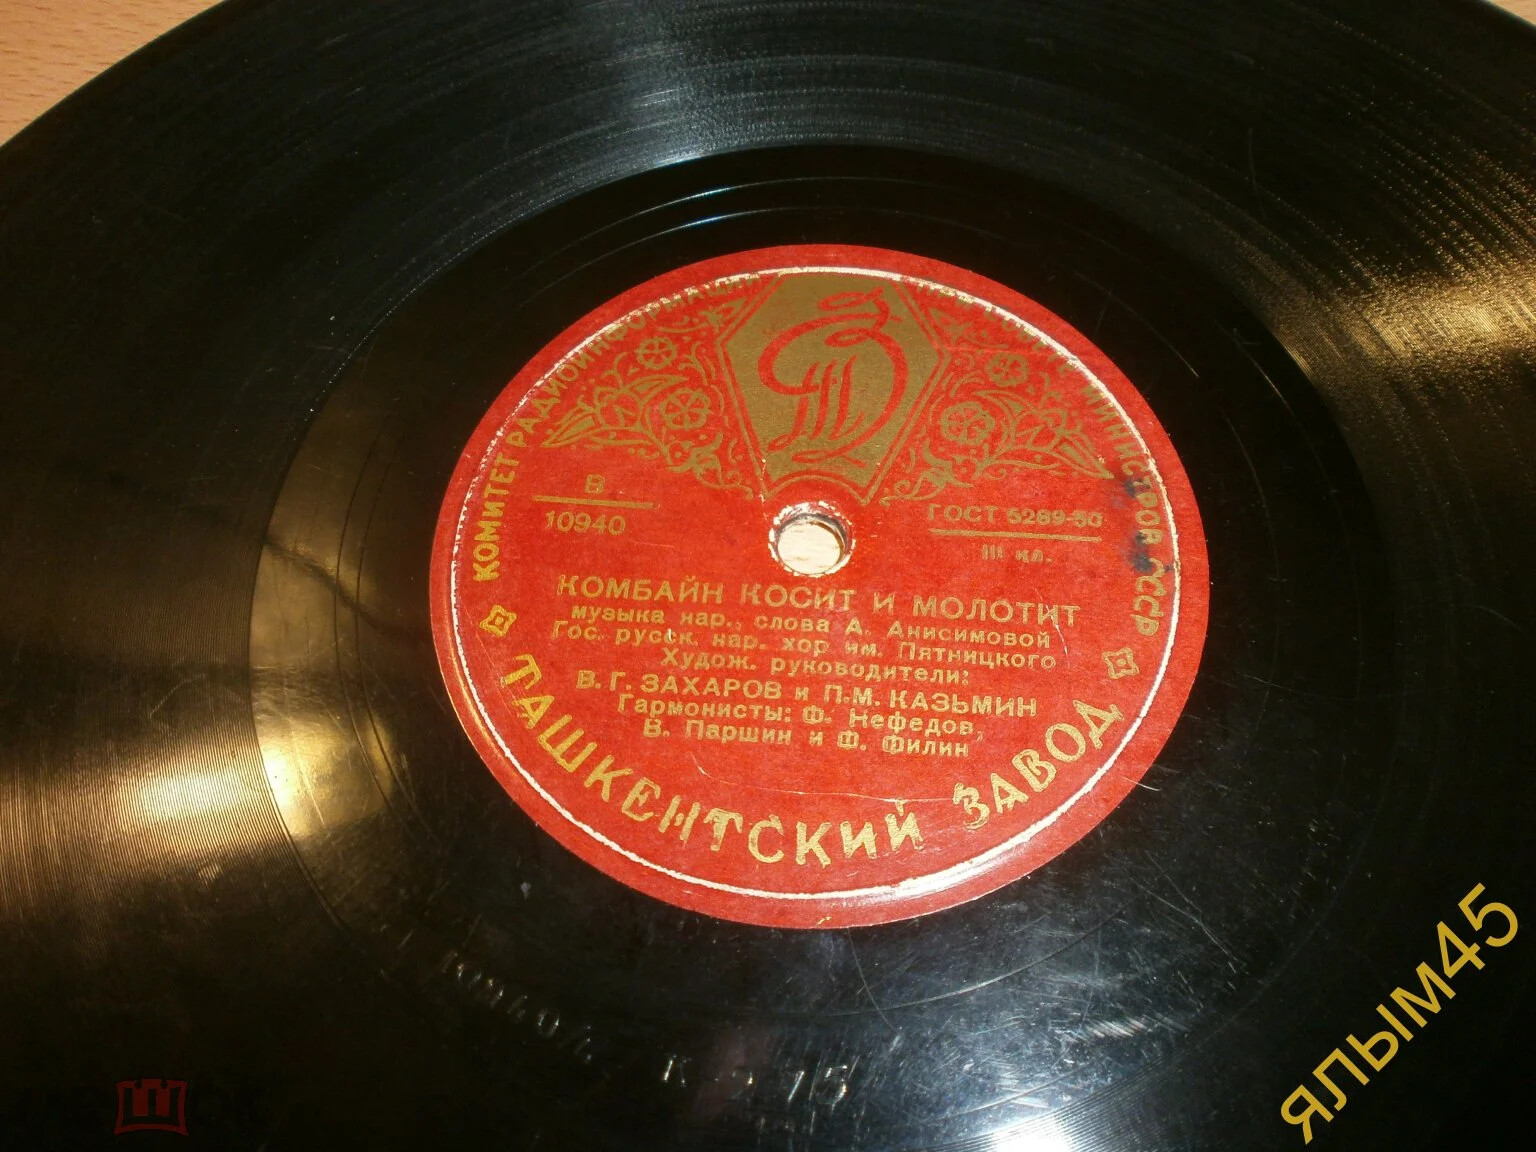 КОМИТЕТ РАДИОИНФОРМАЦИИ МИНИСТРОВ СССР
В
10940
ГОСТ 5289-50
III кл.
КОМБАЙН КОСИТ И МОЛОТИТ
музыка нар., слова А. Анисимовой
Гос. русск. нар. хор им. Пятницкого
Худож. руководители:
В. Г. ЗАХАРОВ и П. М. КАЗЬМИН
Гармонисты: Ф. Нефедов,
В. Паршин и Ф. Филин
ТАШКЕНТСКИЙ ЗАВОД
10940/
ялым45